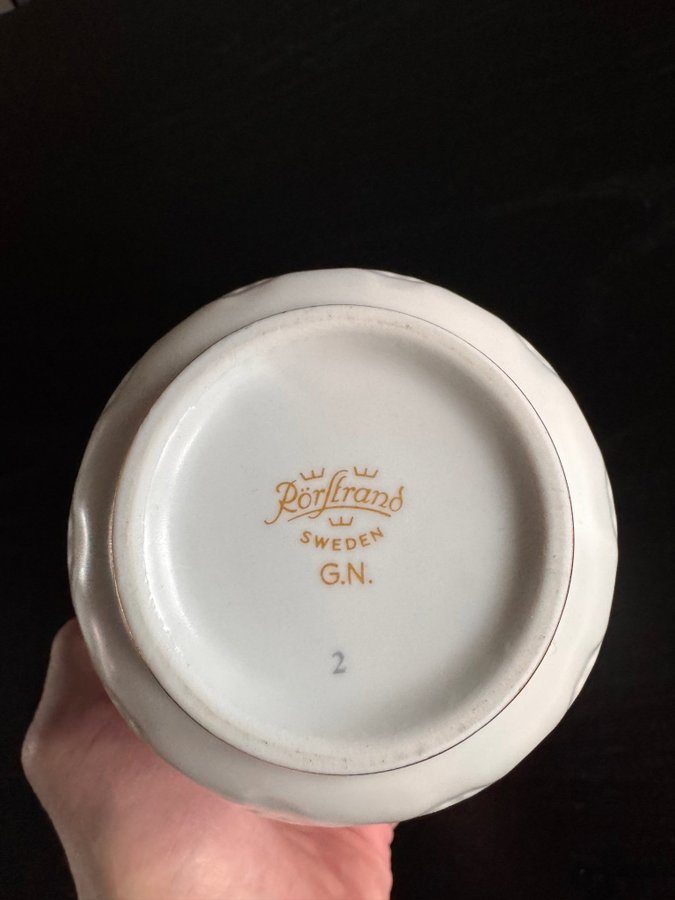 Rörstrand
SWEDEN
G.N.
2